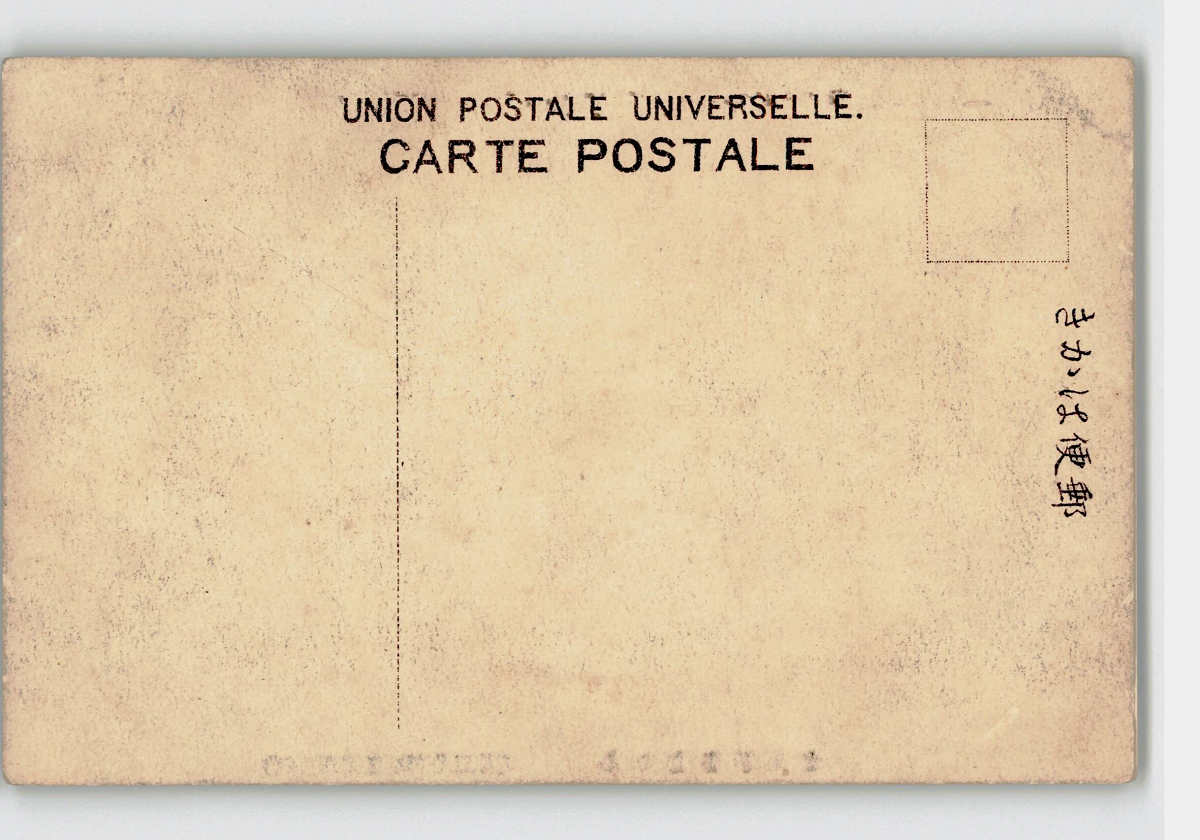 UNION POSTALE UNIVERSELLE.
CARTE POSTALE
きかは便郵